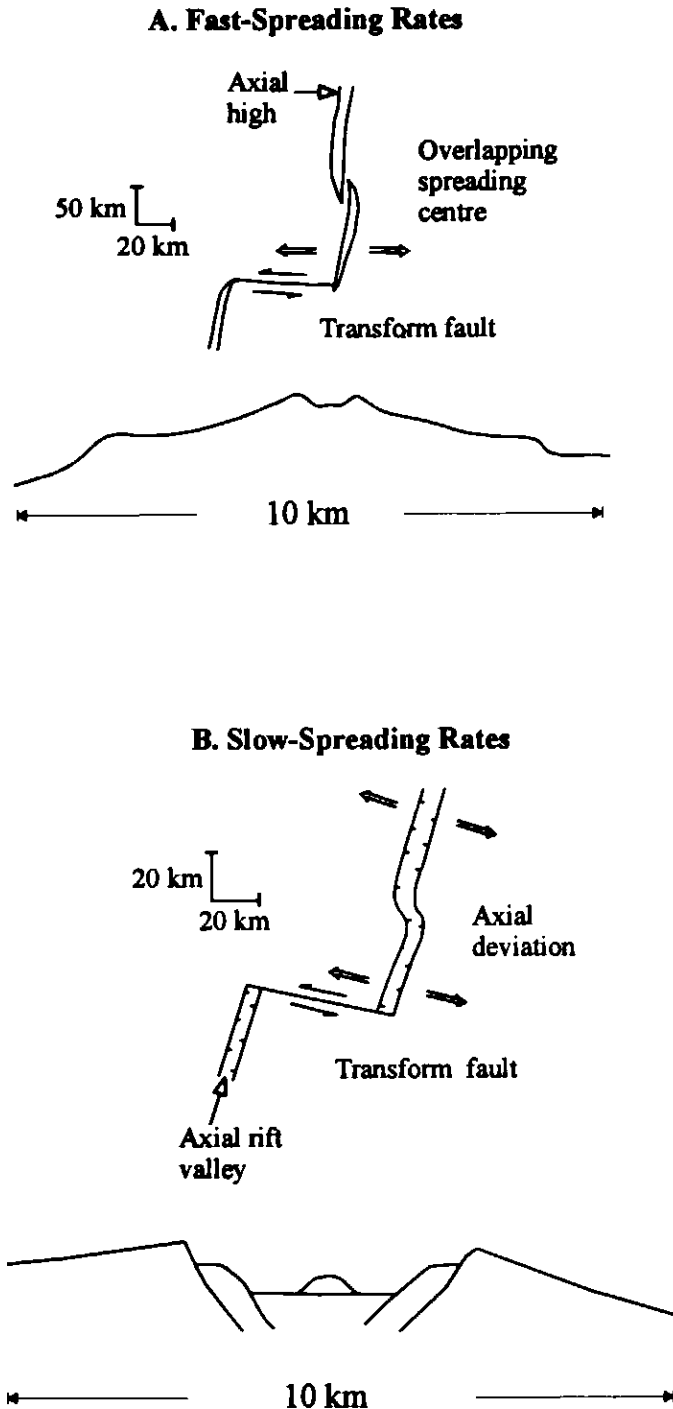 A. Fast-Spreading Rates
Axial
high
Overlapping
spreading
centre
50 km
20 km
Transform fault
10 km
B. Slow-Spreading Rates
20 km
20 km
Axial
deviation
Transform fault
Axial rift
valley
10 km